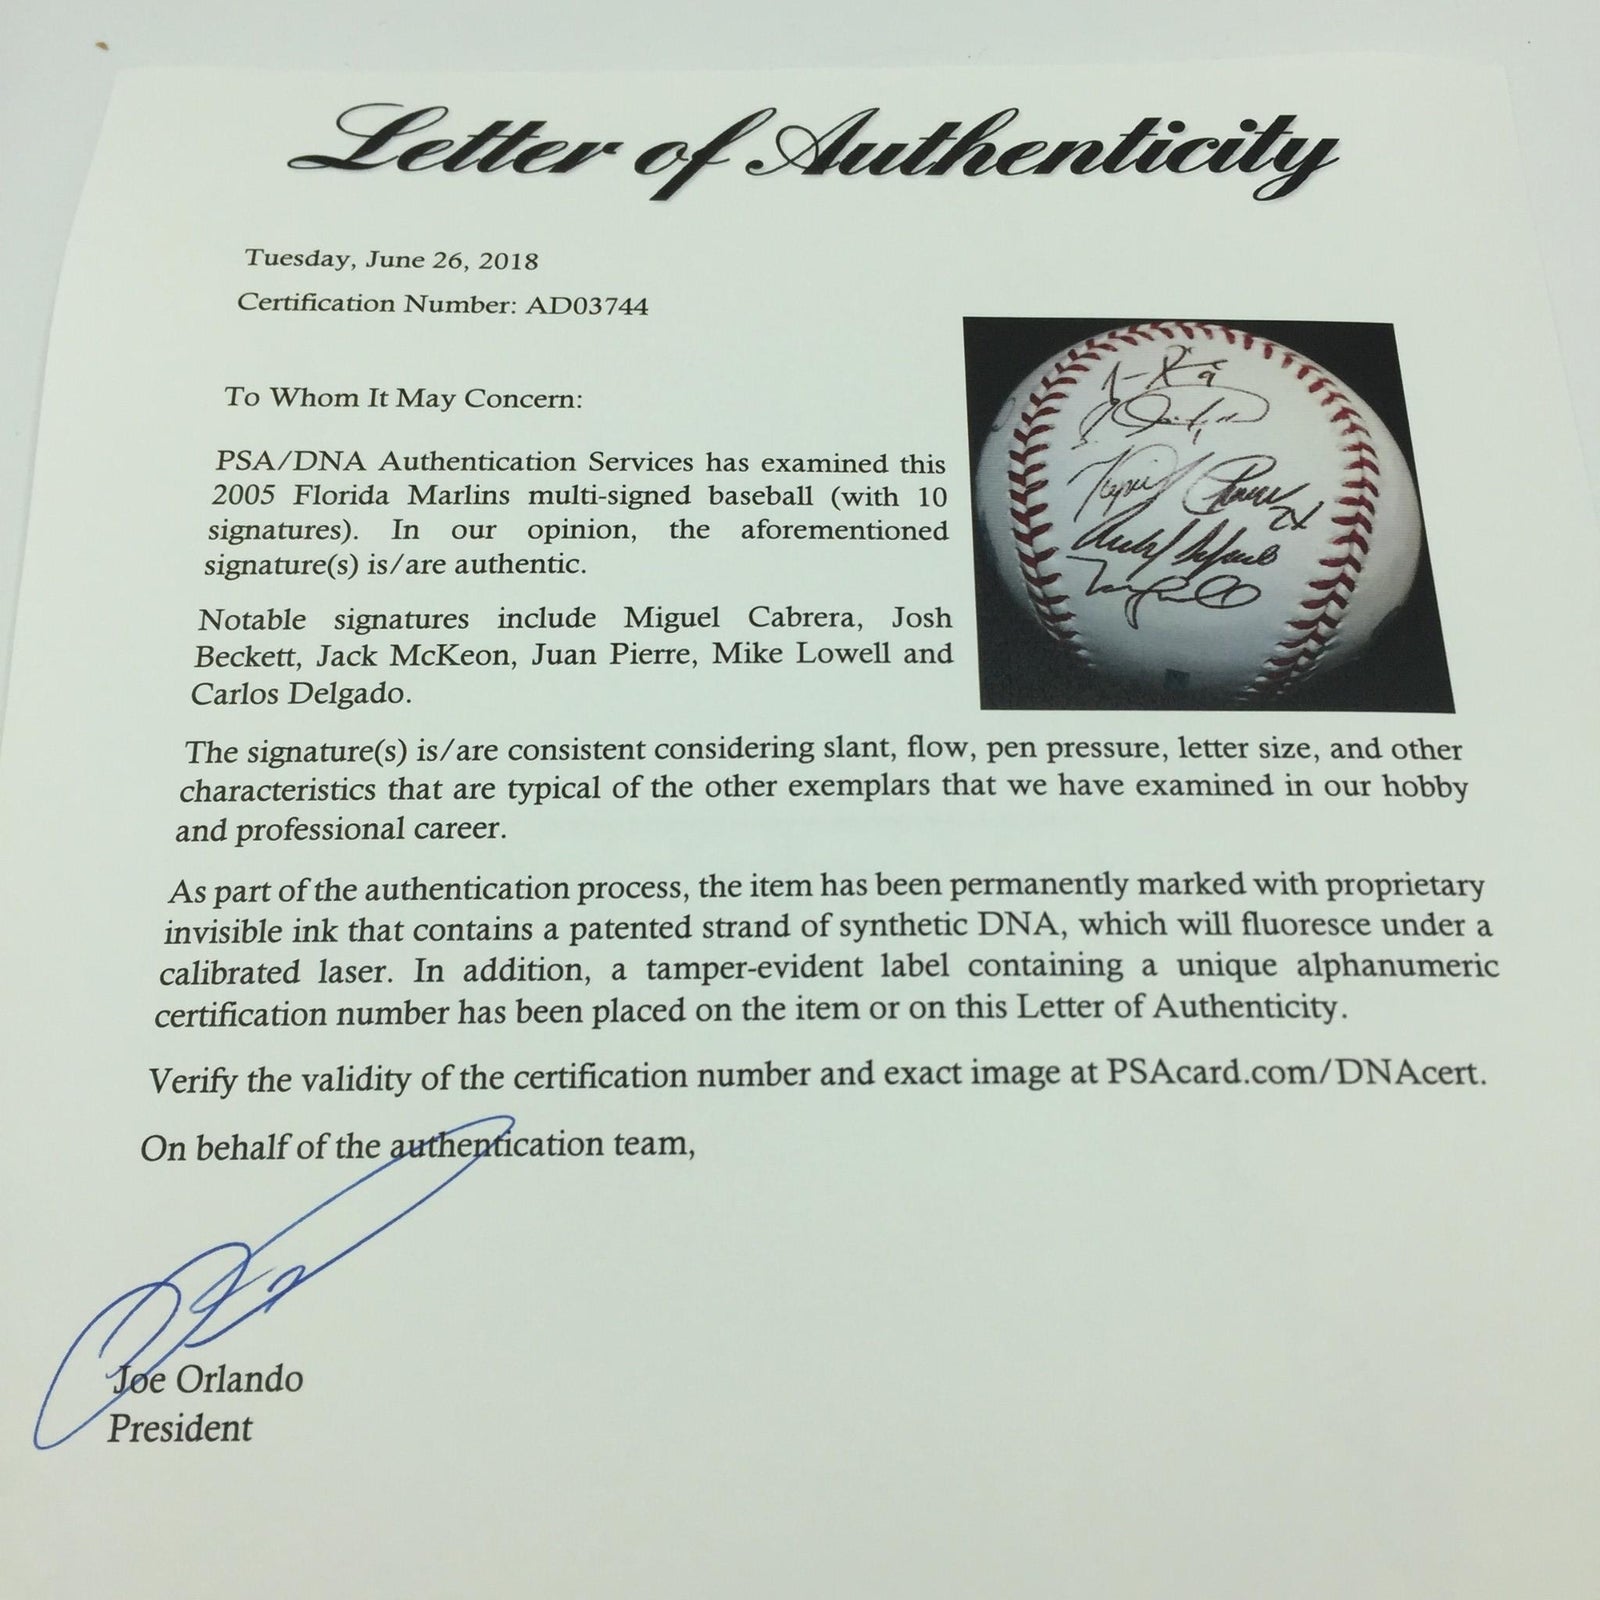 Letter of Authenticity
Tuesday, June 26, 2018
Certification Number: AD03744
To Whom It May Concern:
PSA/DNA Authentication Services has examined this
2005 Florida Marlins multi-signed baseball (with 10
signatures). In our opinion, the aforementioned
signature(s) is/are authentic.
Notable signatures include Miguel Cabrera, Josh
Beckett, Jack McKeon, Juan Pierre, Mike Lowell and
Carlos Delgado.
The signature(s) is/are consistent considering slant, flow, pen pressure, letter size, and other
characteristics that are typical of the other exemplars that we have examined in our hobby
and professional career.
As part of the authentication process, the item has been permanently marked with proprietary
invisible ink that contains a patented strand of synthetic DNA, which will fluoresce under a
calibrated laser. In addition, a tamper-evident label containing a unique alphanumeric
certification number has been placed on the item or on this Letter of Authenticity.
Verify the validity of the certification number and exact image at PSAcard.com/DNAcert.
On behalf of the authentication team,
Joe Orlando
President